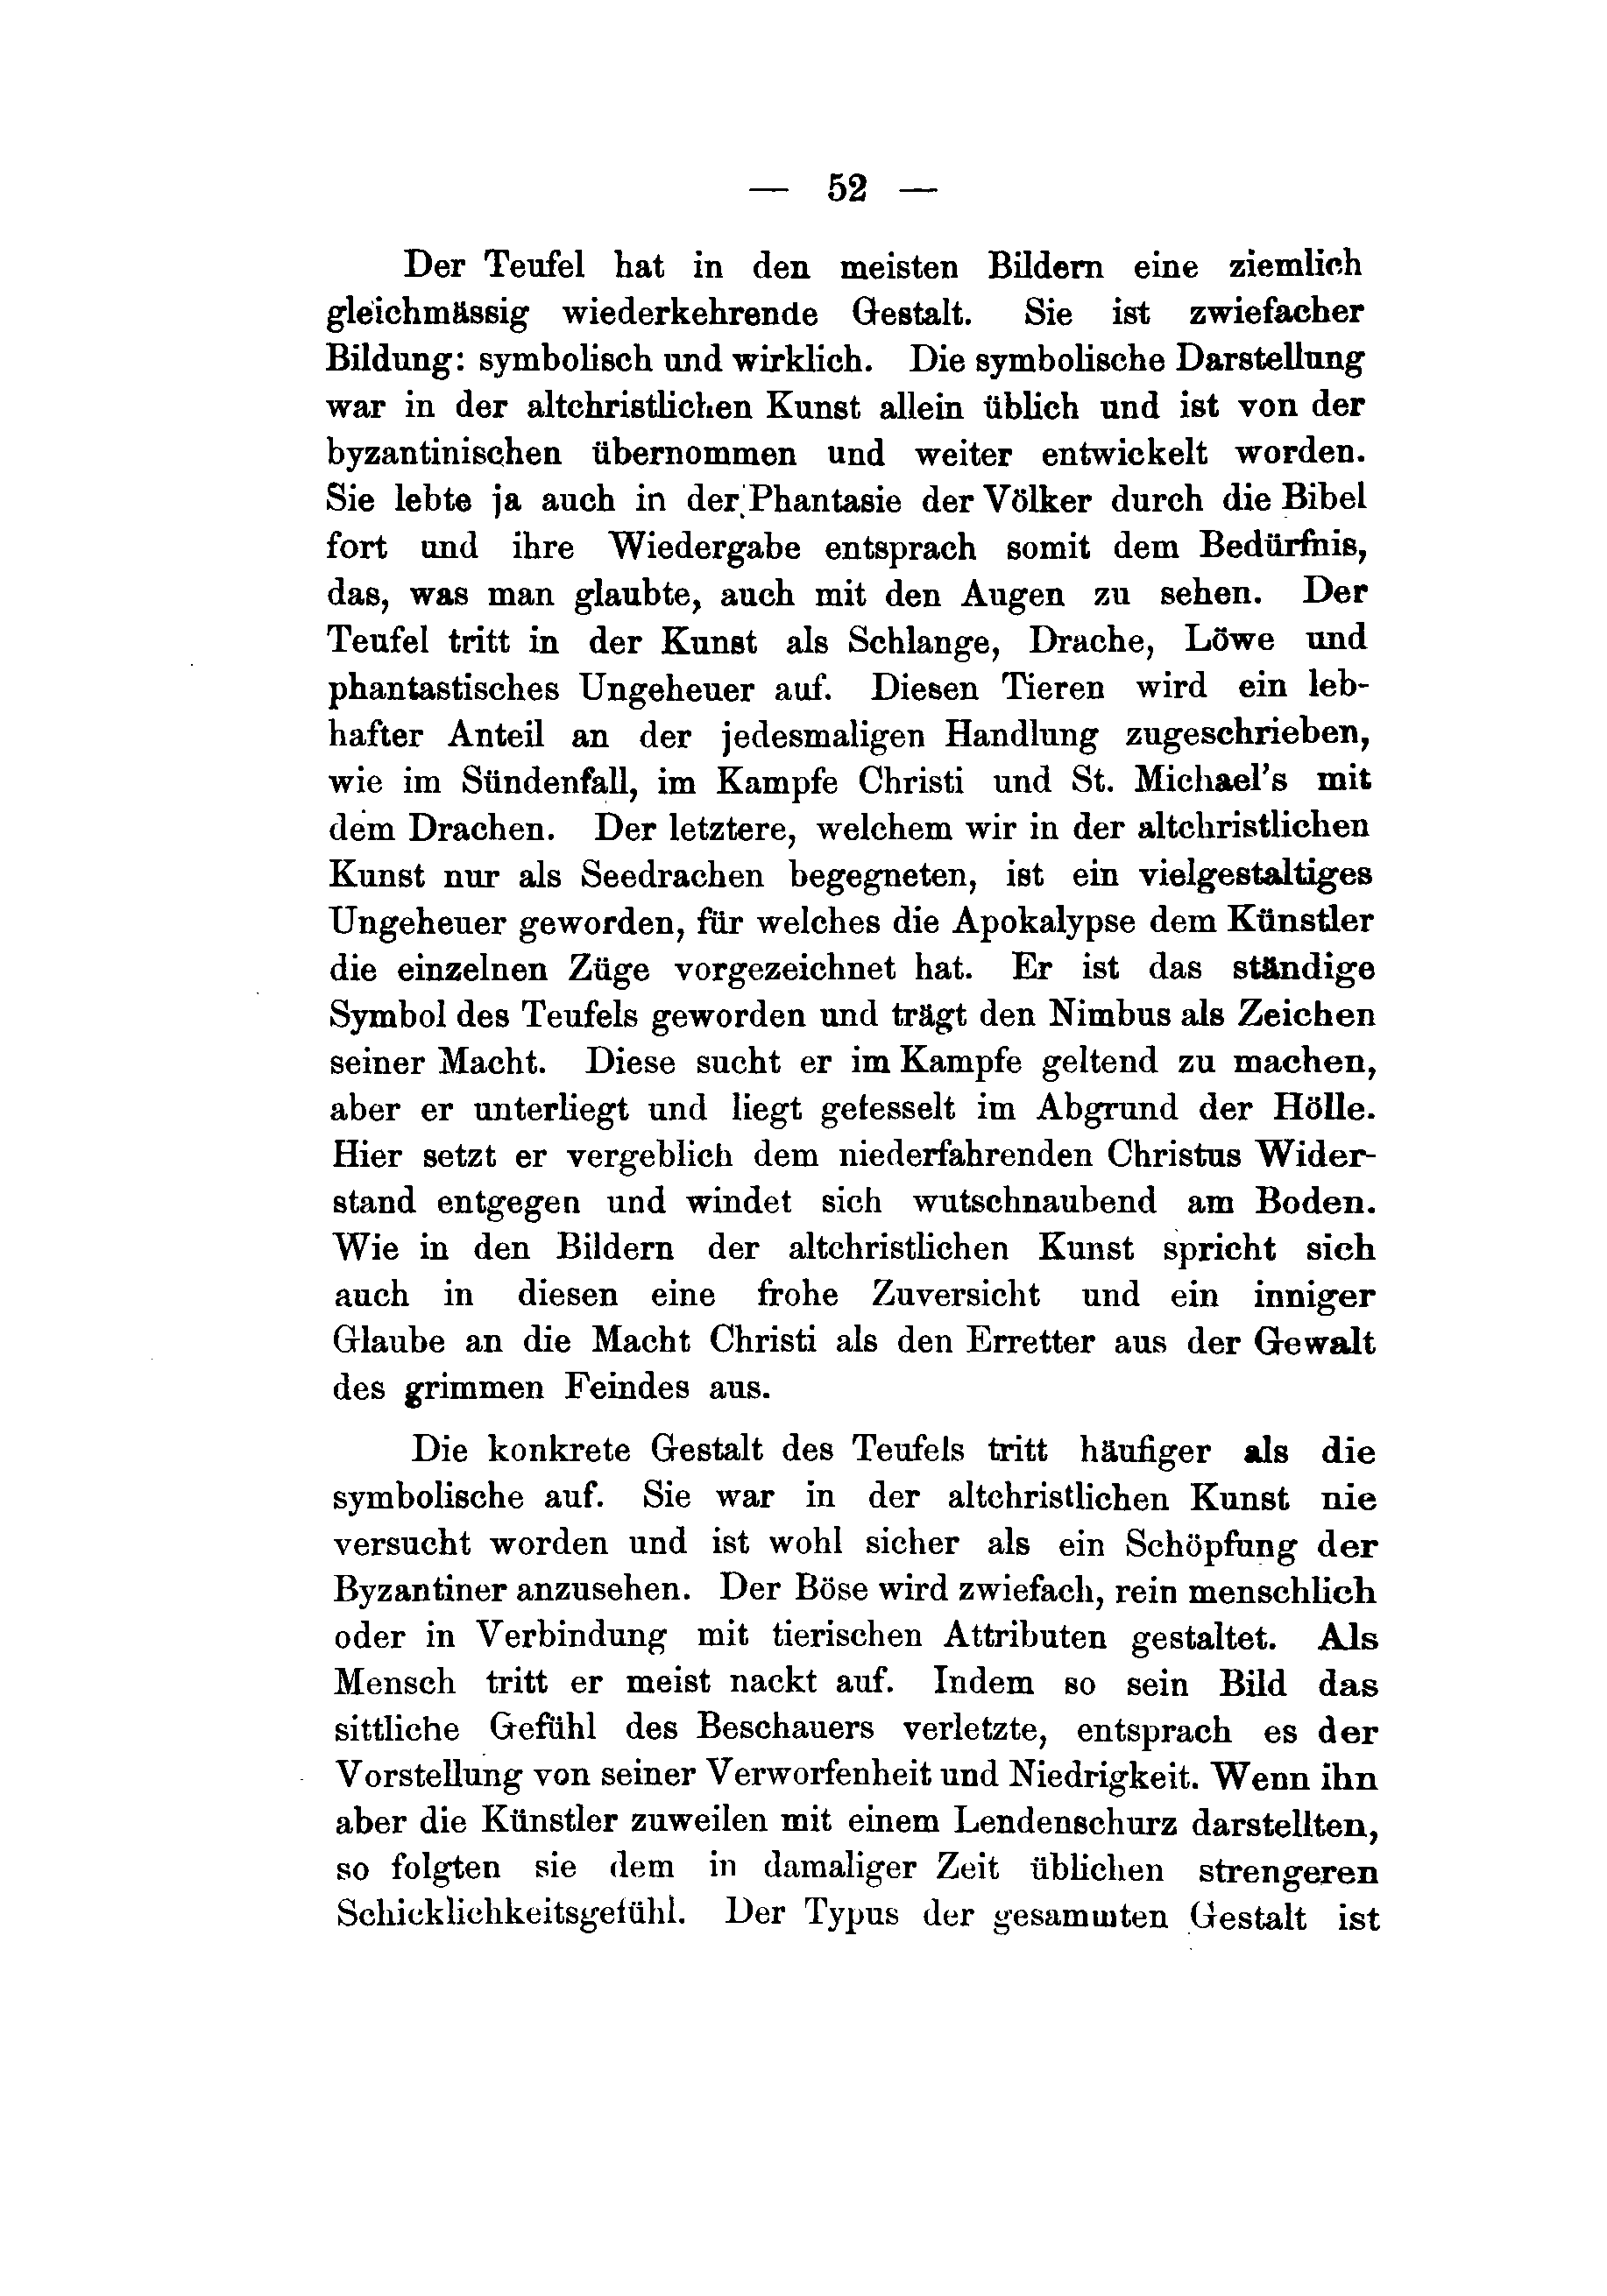 — 52 —
Der Teufel hat in den meisten Bildern eine ziemlich
gleichmässig wiederkehrende Gestalt. Sie ist zwiefacher
Bildung: symbolisch und wirklich. Die symbolische Darstellung
war in der altchristlichen Kunst allein üblich und ist von der
byzantinischen übernommen und weiter entwickelt worden.
Sie lebte ja auch in der Phantasie der Völker durch die Bibel
fort und ihre Wiedergabe entsprach somit dem Bedürfnis,
das, was man glaubte, auch mit den Augen zu sehen. Der
Teufel tritt in der Kunst als Schlange, Drache, Löwe und
phantastisches Ungeheuer auf. Diesen Tieren wird ein leb-
hafter Anteil an der jedesmaligen Handlung zugeschrieben,
wie im Sündenfall, im Kampfe Christi und St. Michael's mit
dem Drachen. Der letztere, welchem wir in der altchristlichen
Kunst nur als Seedrachen begegneten, ist ein vielgestaltiges
Ungeheuer geworden, für welches die Apokalypse dem Künstler
die einzelnen Züge vorgezeichnet hat. Er ist das ständige
Symbol des Teufels geworden und trägt den Nimbus als Zeichen
seiner Macht. Diese sucht er im Kampfe geltend zu machen,
aber er unterliegt und liegt gefesselt im Abgrund der Hölle.
Hier setzt er vergeblich dem niederfahrenden Christus Wider-
stand entgegen und windet sich wutschnaubend am Boden.
Wie in den Bildern der altchristlichen Kunst spricht sich
auch in diesen eine frohe Zuversicht und ein inniger
Glaube an die Macht Christi als den Erretter aus der Gewalt
des grimmen Feindes aus.
Die konkrete Gestalt des Teufels tritt häufiger als die
symbolische auf. Sie war in der altchristlichen Kunst nie
versucht worden und ist wohl sicher als ein Schöpfung der
Byzantiner anzusehen. Der Böse wird zwiefach, rein menschlich
oder in Verbindung mit tierischen Attributen gestaltet. Als
Mensch tritt er meist nackt auf. Indem so sein Bild das
sittliche Gefühl des Beschauers verletzte, entsprach es der
Vorstellung von seiner Verworfenheit und Niedrigkeit. Wenn ihn
aber die Künstler zuweilen mit einem Lendenschurz darstellten,
so folgten sie dem in damaliger Zeit üblichen strengeren
Schicklichkeitsgefühl. Der Typus der gesammten Gestalt ist